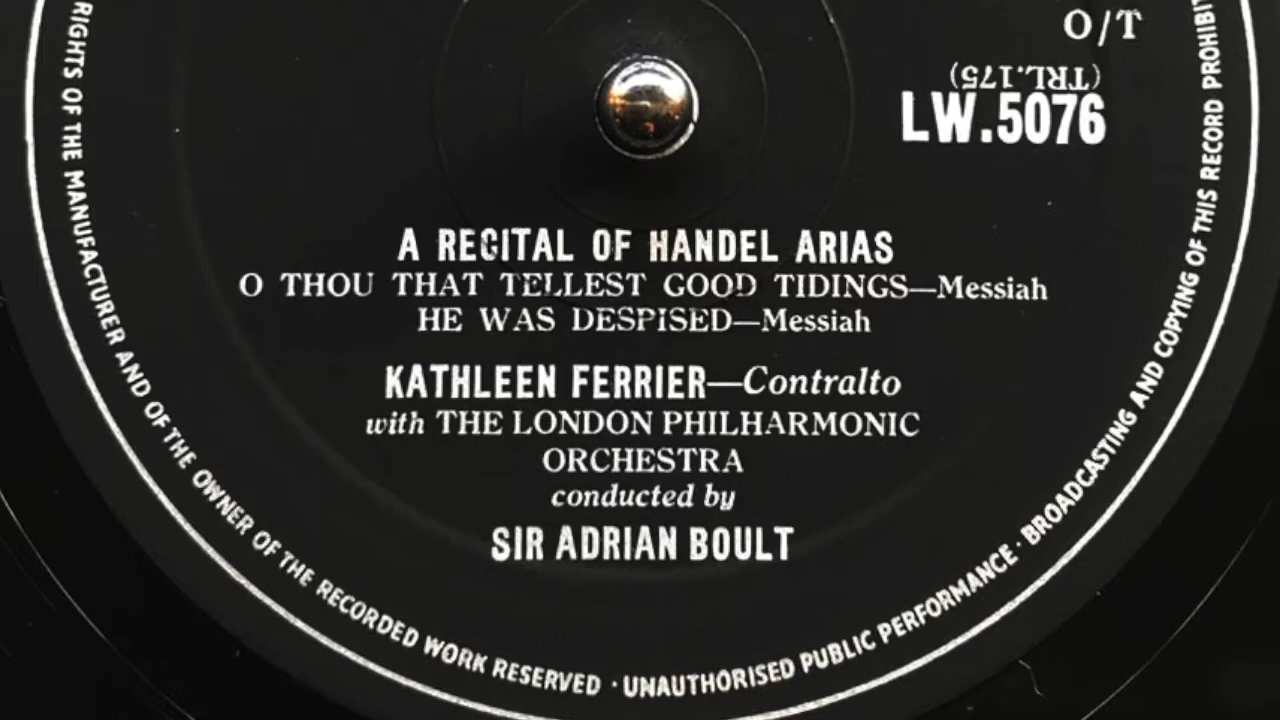 O/T
(TRL.175)
LW.5076
A RECITAL OF HANDEL ARIAS
O THOU THAT TELLEST GOOD TIDINGS—Messiah
HE WAS DESPISED—Messiah
KATHLEEN FERRIER—Contralto
with THE LONDON PHILHARMONIC
ORCHESTRA
conducted by
SIR ADRIAN BOULT
RIGHTS OF THE MANUFACTURER AND OF THE OWNER OF THE RECORDED WORK RESERVED · UNAUTHORISED PUBLIC PERFORMANCE · BROADCASTING AND COPYING OF THIS RECORD PROHIBIT